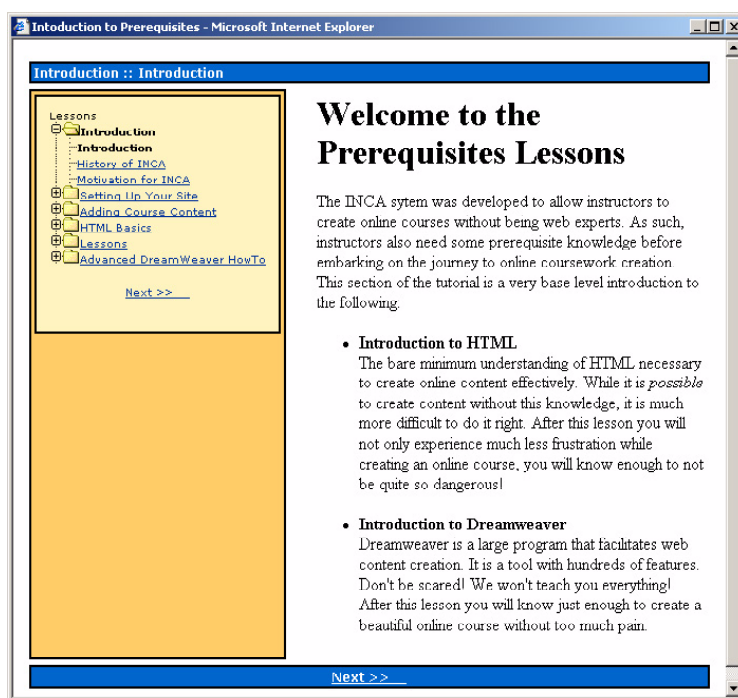 Intoduction to Prerequisites - Microsoft Internet Explorer
Introduction :: Introduction
Lessons
Introduction
Introduction
History of INCA
Motivation for INCA
Setting Up Your Site
Adding Course Content
HTML Basics
Lessons
Advanced DreamWeaver HowTo
Next >>
Welcome to the
Prerequisites Lessons
The INCA sytem was developed to allow instructors to
create online courses without being web experts. As such,
instructors also need some prerequisite knowledge before
embarking on the journey to online coursework creation.
This section of the tutorial is a very base level introduction to
the following.
• Introduction to HTML
The bare minimum understanding of HTML necessary
to create online content effectively. While it is possible
to create content without this knowledge, it is much
more difficult to do it right. After this lesson you will
not only experience much less frustration while
creating an online course, you will know enough to not
be quite so dangerous!
• Introduction to Dreamweaver
Dreamweaver is a large program that facilitates web
content creation. It is a tool with hundreds of features.
Don't be scared! We won't teach you everything!
After this lesson you will know just enough to create a
beautiful online course without too much pain.
Next >>